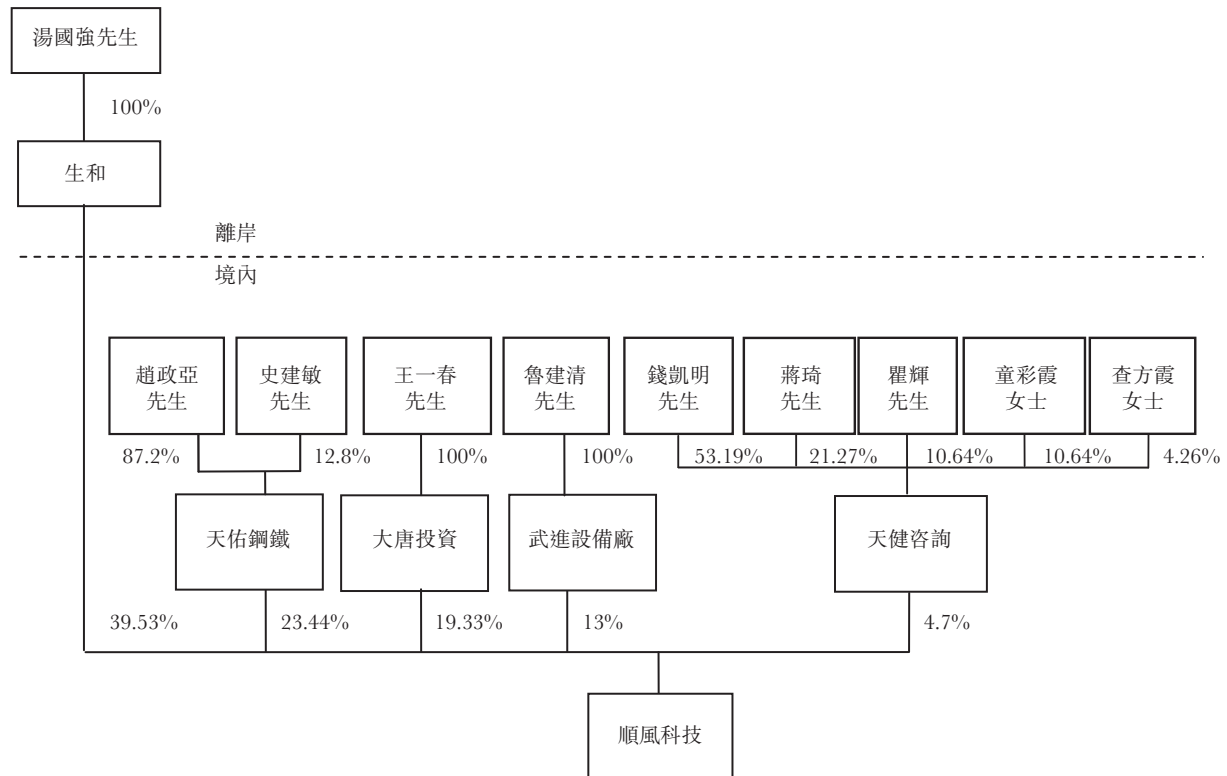 湯國強先生
100%
生和
離岸
境內
趙政亞
先生
史建敏
先生
王一春
先生
魯建清
先生
錢凱明
先生
蔣琦
先生
瞿輝
先生
童彩霞
女士
查方霞
女士
87.2%
12.8%
100%
100%
53.19%
21.27%
10.64%
10.64%
4.26%
天佑鋼鐵
大唐投資
武進設備廠
天健咨詢
39.53%
23.44%
19.33%
13%
4.7%
順風科技